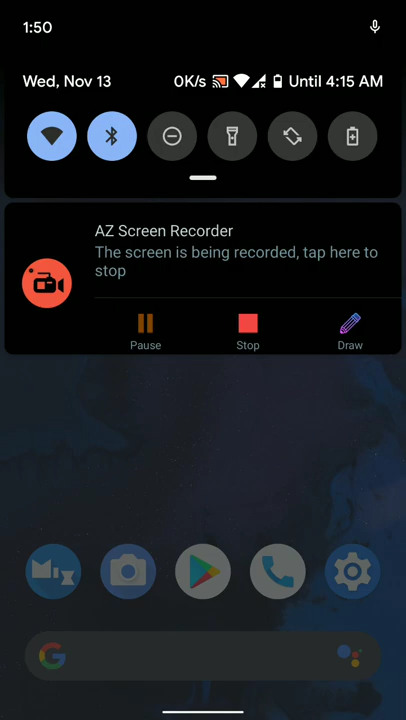 1:50
Wed, Nov 13
0K/s
Until 4:15 AM
AZ Screen Recorder
The screen is being recorded, tap here to
stop
Pause
Stop
Draw